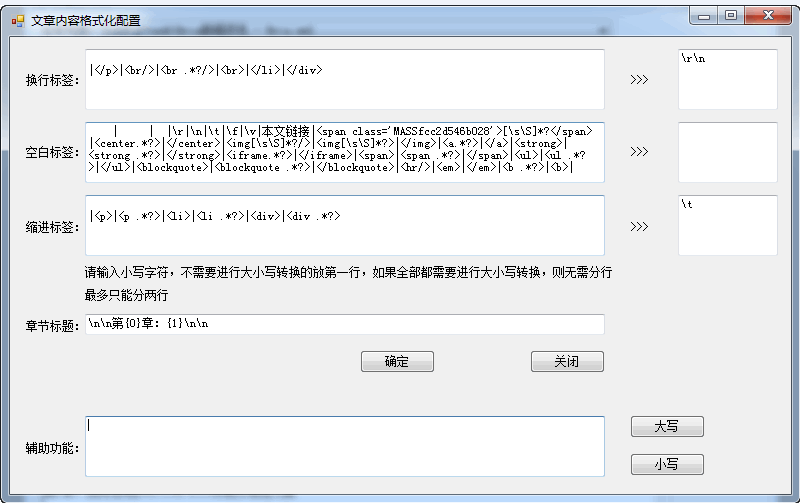 文章内容格式化配置
换行标签:
|</p>|<br/>|<br .*?/>|<br>|</li>|</div>
>>>
\r\n
空白标签:
|　　|　|\r|\n|\t|\f|\v|本文链接|<span class='MASSfcc2d546b028'>[\s\S]*?</span>
|<center.*?>|</center>|<img[\s\S]*?/>|<img[\s\S]*?>|</img>|<a.*?>|</a>|<strong>|
<strong .*?>|</strong>|<iframe.*?>|</iframe>|<span>|<span .*?>|</span>|<ul>|<ul .*?
>|</ul>|<blockquote>|<blockquote .*?>|</blockquote>|<hr/>|<em>|</em>|<b .*?>|<b>|
>>>
缩进标签:
|<p>|<p .*?>|<li>|<li .*?>|<div>|<div .*?>
>>>
\t
请输入小写字符，不需要进行大小写转换的放第一行，如果全部都需要进行大小写转换，则无需分行
最多只能分两行
章节标题:
\n\n第{0}章: {1}\n\n
确定
关闭
辅助功能:
大写
小写